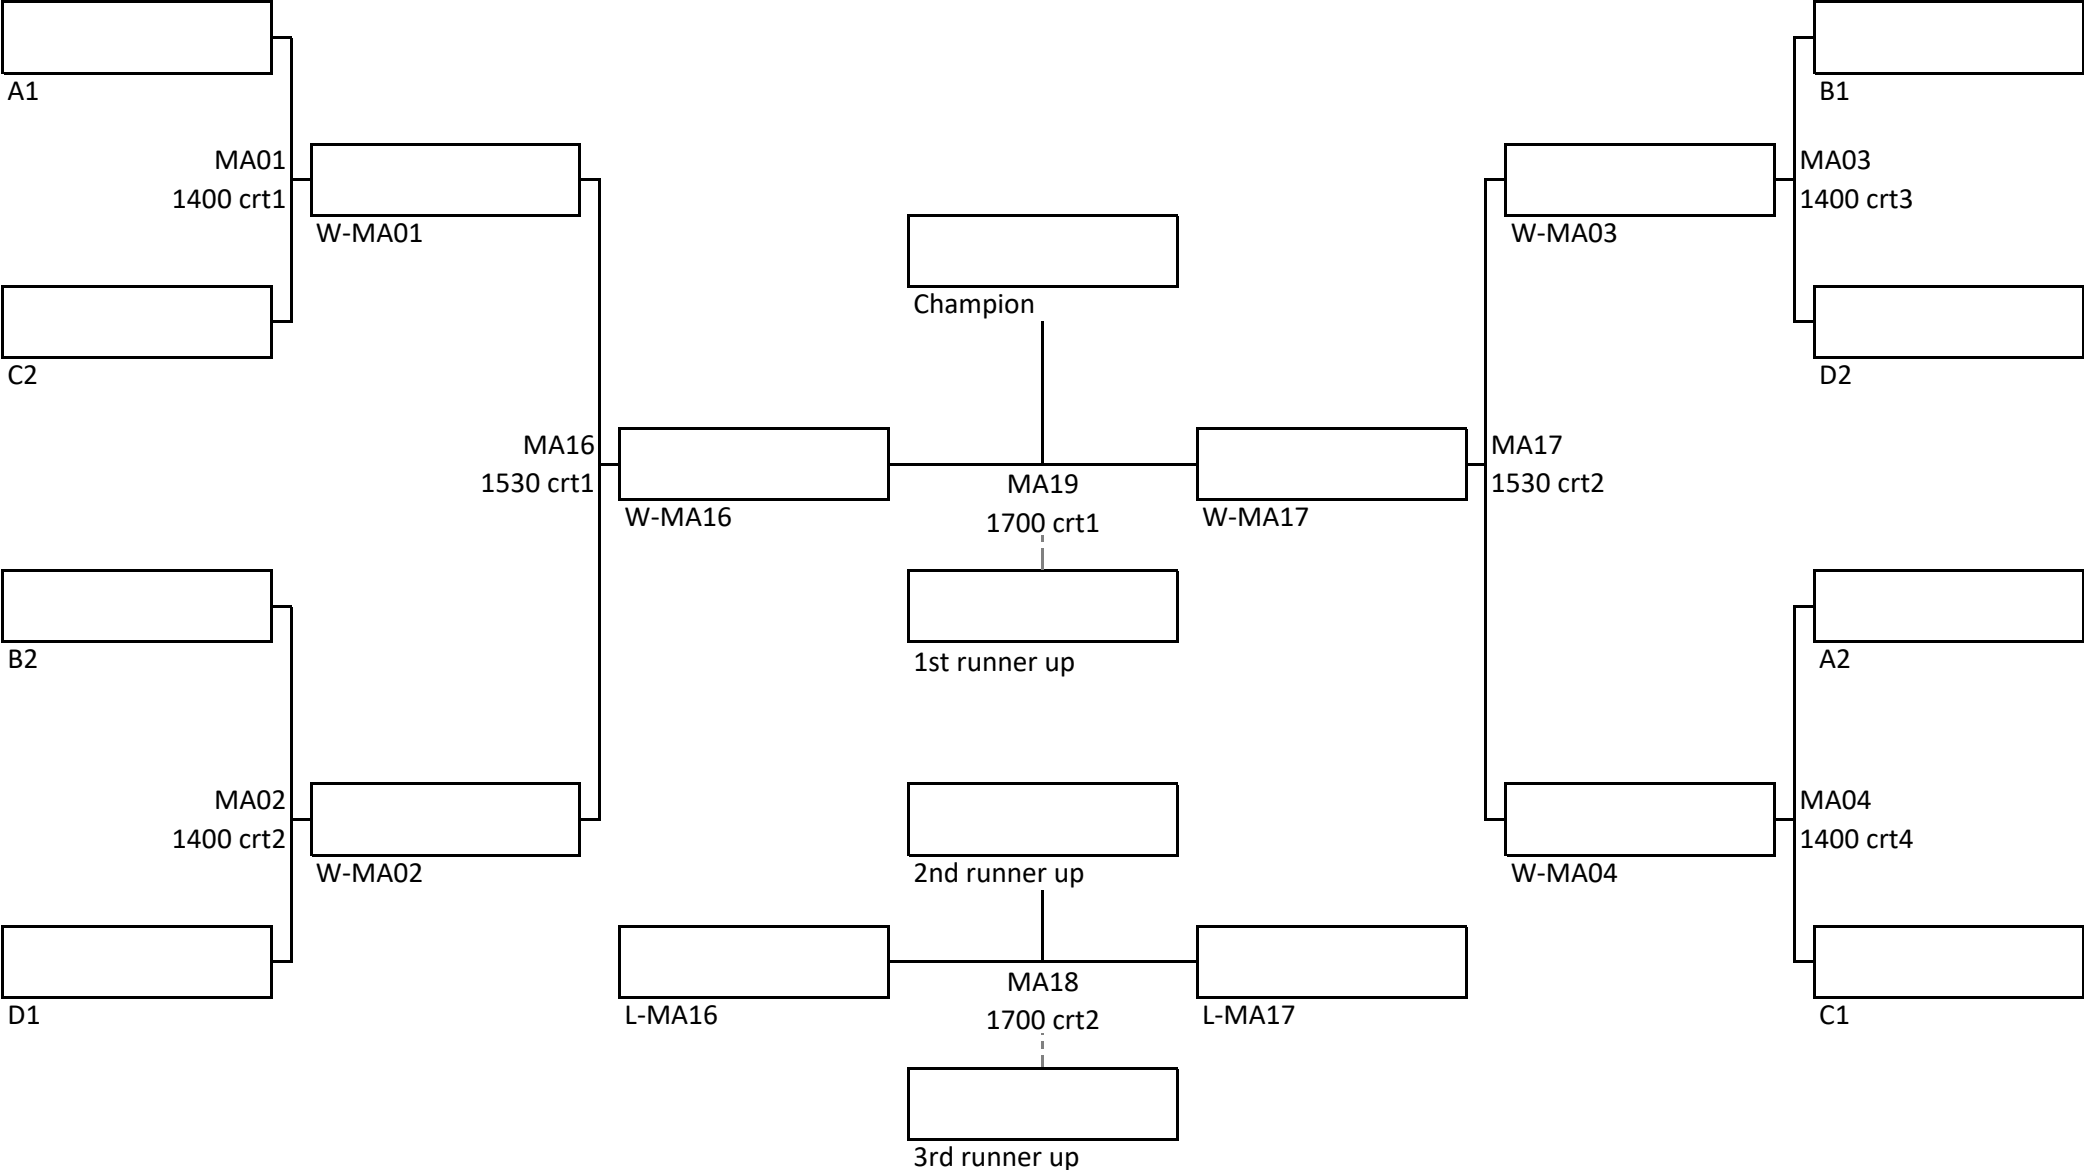 A1
B1
MA01
1400 crt1
MA03
1400 crt3
W-MA01
W-MA03
Champion
C2
D2
MA16
1530 crt1
MA17
1530 crt2
MA19
1700 crt1
W-MA16
W-MA17
B2
1st runner up
A2
MA02
1400 crt2
MA04
1400 crt4
W-MA02
2nd runner up
W-MA04
D1
L-MA16
MA18
1700 crt2
L-MA17
C1
3rd runner up